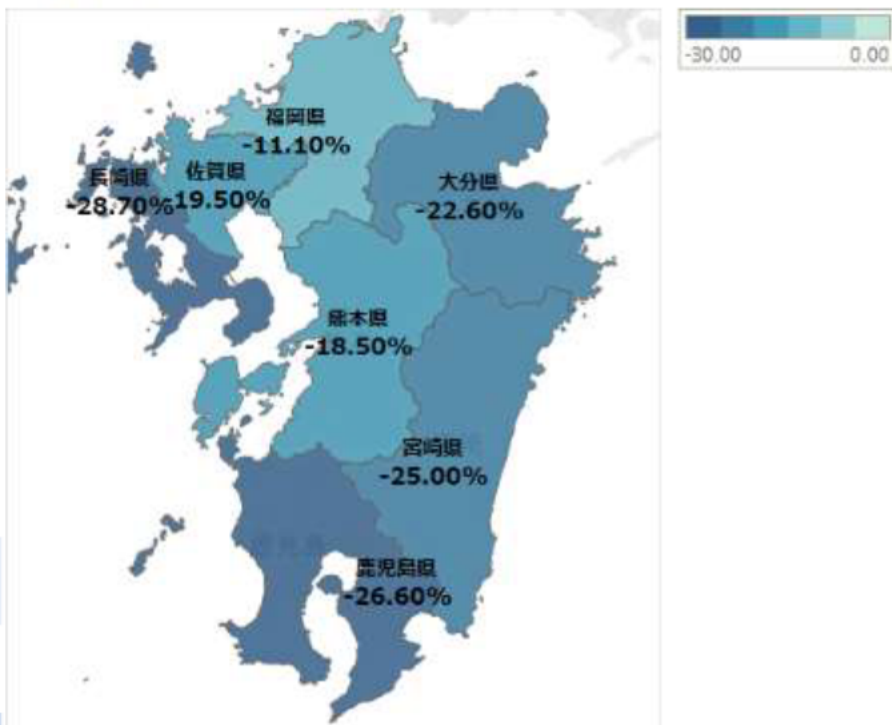 -30.00 0.00
福岡県
-11.10%
佐賀県
-19.50%
長崎県
-28.70%
大分県
-22.60%
熊本県
-18.50%
宮崎県
-25.00%
鹿児島県
-26.60%